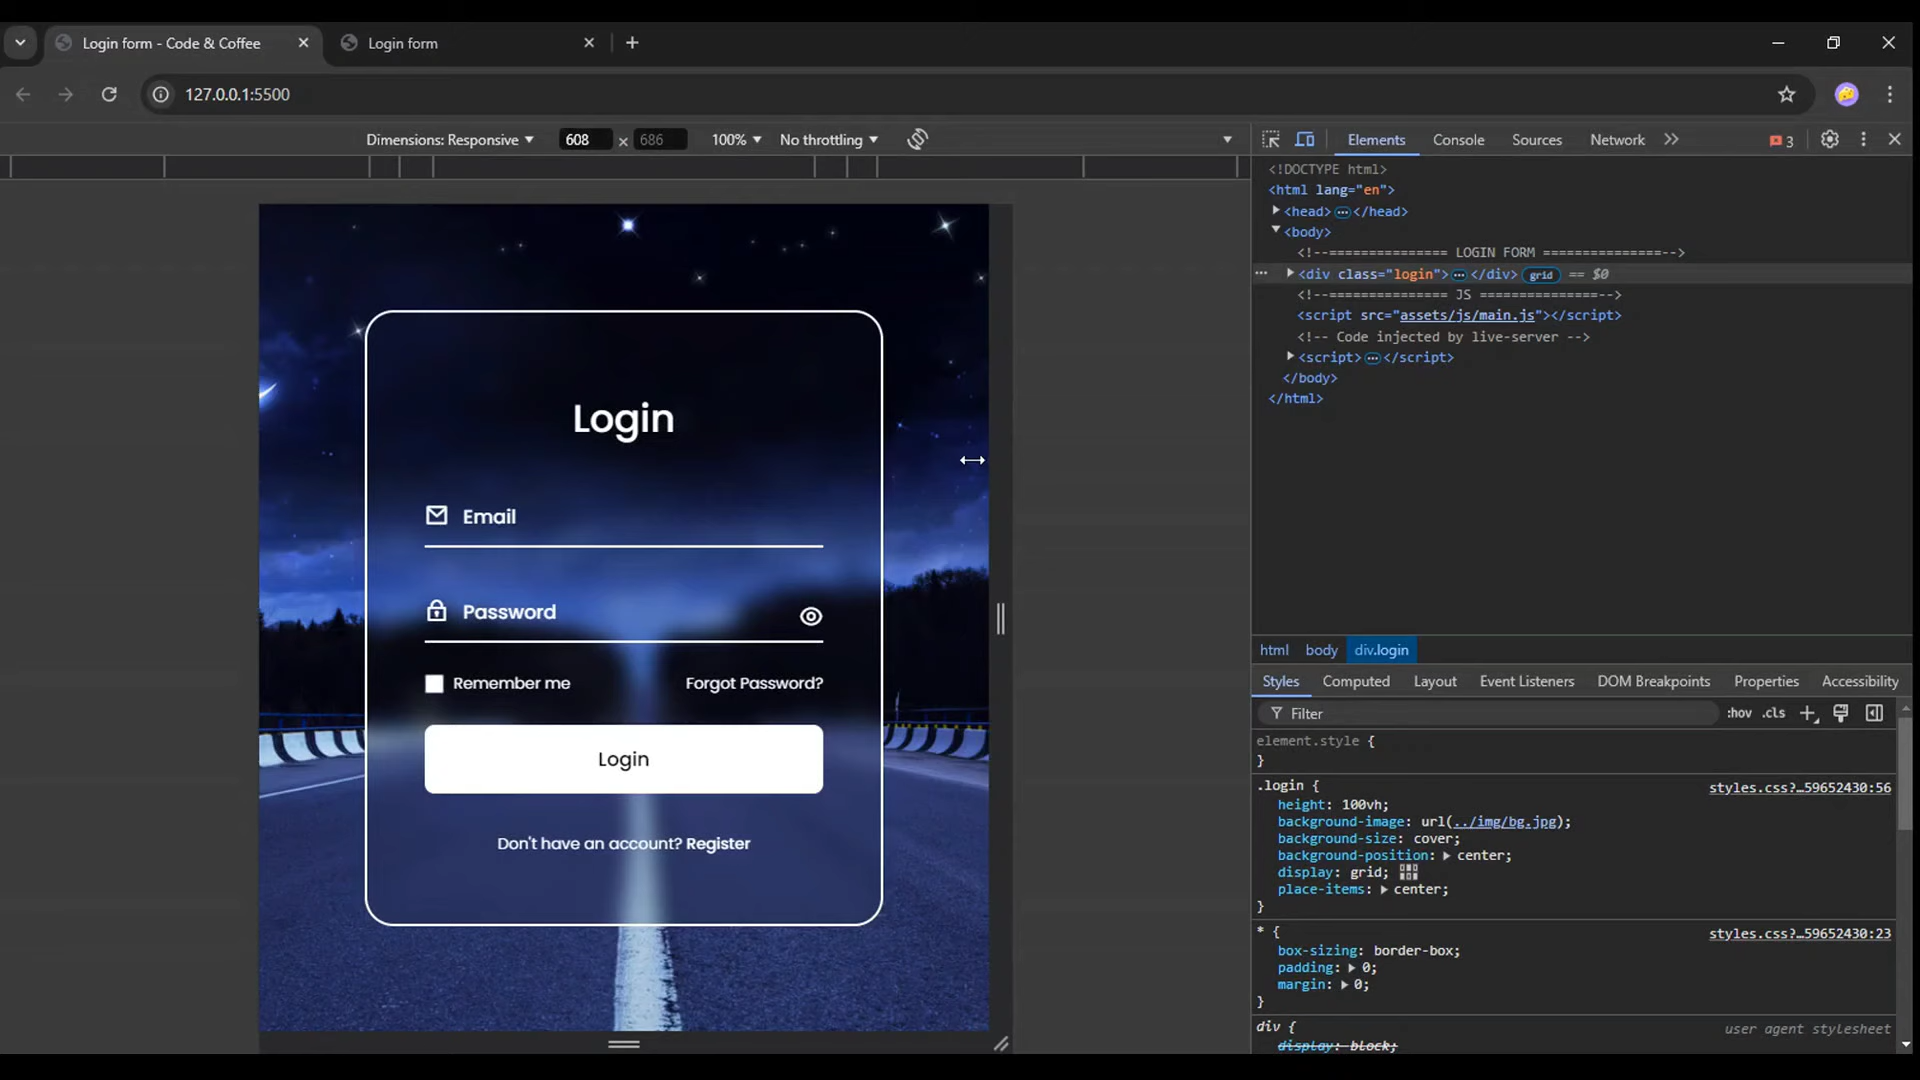 Login form - Code & Coffee
Login form
127.0.0.1:5500
Dimensions: Responsive 608 x 686 100% No throttling
Elements Console Sources Network 3
<!DOCTYPE html>
<html lang="en">
<head> </head>
<body>
<!--=============== LOGIN FORM ===============-->
<div class="login"> </div> grid == $0
<!--=============== JS ===============-->
<script src="assets/js/main.js"></script>
<!-- Code injected by live-server -->
<script> </script>
</body>
</html>
Login
Email
Password
Remember me Forgot Password?
Login
Don't have an account? Register
html body div.login
Styles Computed Layout Event Listeners DOM Breakpoints Properties Accessibility
Filter :hov .cls
element.style {
}
.login { styles.css?…59652430:56
height: 100vh;
background-image: url(../img/bg.jpg);
background-size: cover;
background-position: center;
display: grid;
place-items: center;
}
* { styles.css?…59652430:23
box-sizing: border-box;
padding: 0;
margin: 0;
}
div { user agent stylesheet
display: block;